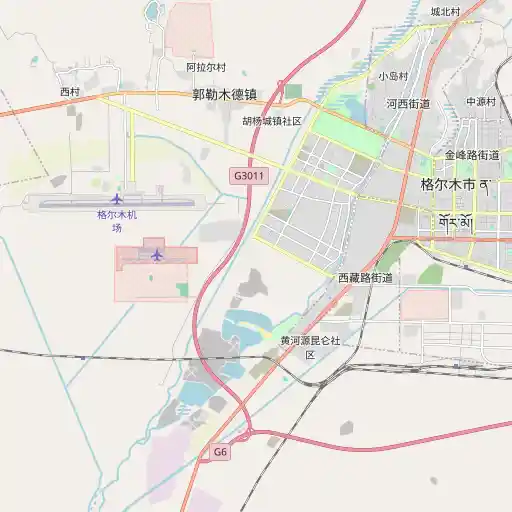 城北村
阿拉尔村
小岛村
西村
郭勒木德镇
河西街道
中源村
胡杨城镇社区
金峰路街道
G3011
格尔木市
格尔木机
场
西藏路街道
黄河源昆仑社
区
G6